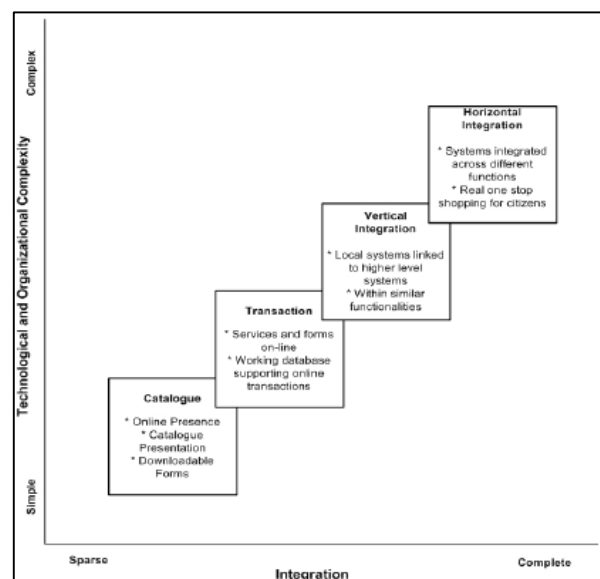 Complex
Technological and Organizational Complexity
Simple
Horizontal
Integration
* Systems integrated
across different
functions
* Real one stop
shopping for citizens
Vertical
Integration
* Local systems linked
to higher level
systems
* Within similar
functionalities
Transaction
* Services and forms
on-line
* Working database
supporting online
transactions
Catalogue
* Online Presence
* Catalogue
Presentation
* Downloadable
Forms
Sparse
Complete
Integration